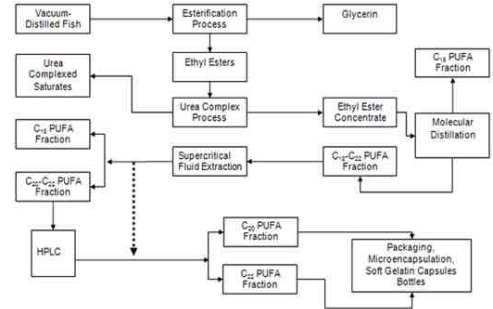 Vacuum-
Distilled Fish
Esterification
Process
Glycerin
Ethyl Esters
Urea
Complexed
Saturates
Urea Complex
Process
Ethyl Ester
Concentrate
C18 PUFA
Fraction
Molecular
Distillation
C18 PUFA
Fraction
Supercritical
Fluid Extraction
C18-C22 PUFA
Fraction
C20-C22 PUFA
Fraction
HPLC
C20 PUFA
Fraction
C22 PUFA
Fraction
Packaging,
Microencapsulation,
Soft Gelatin Capsules
Bottles